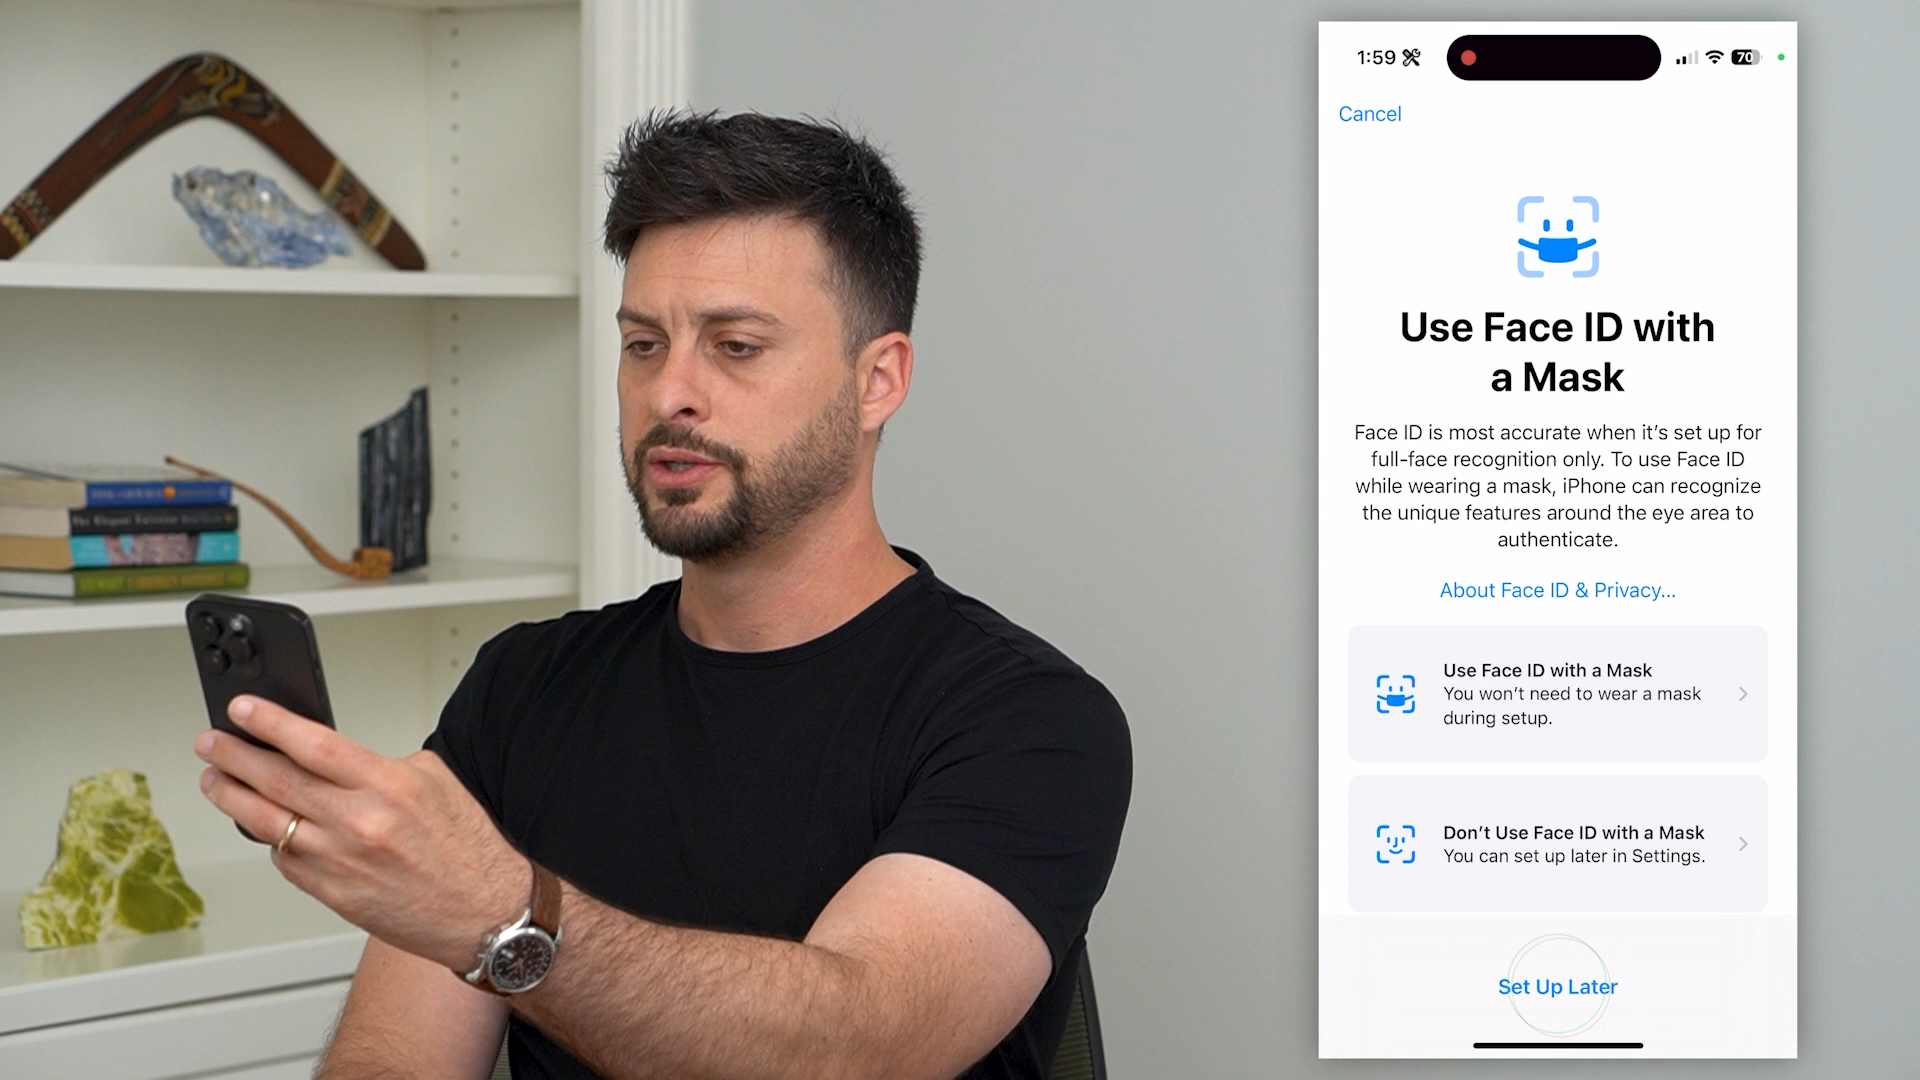 1:59
70
Cancel
Use Face ID with
a Mask
Face ID is most accurate when it's set up for
full-face recognition only. To use Face ID
while wearing a mask, iPhone can recognize
the unique features around the eye area to
authenticate.
About Face ID & Privacy...
Use Face ID with a Mask
You won't need to wear a mask
during setup.
Don't Use Face ID with a Mask
You can set up later in Settings.
Set Up Later
The Elegant Universe